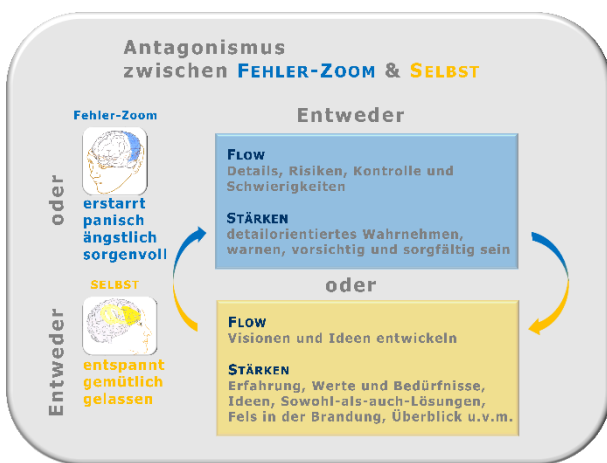 Antagonismus
zwischen FEHLER-ZOOM & SELBST
Entweder
Fehler-Zoom
oder
erstarrt
panisch
ängstlich
sorgenvoll
FLOW
Details, Risiken, Kontrolle und
Schwierigkeiten
STÄRKEN
detailorientiertes Wahrnehmen,
warnen, vorsichtig und sorgfältig sein
oder
SELBST
Entweder
entspannt
gemütlich
gelassen
FLOW
Visionen und Ideen entwickeln
STÄRKEN
Erfahrung, Werte und Bedürfnisse,
Ideen, Sowohl-als-auch-Lösungen,
Fels in der Brandung, Überblick u.v.m.